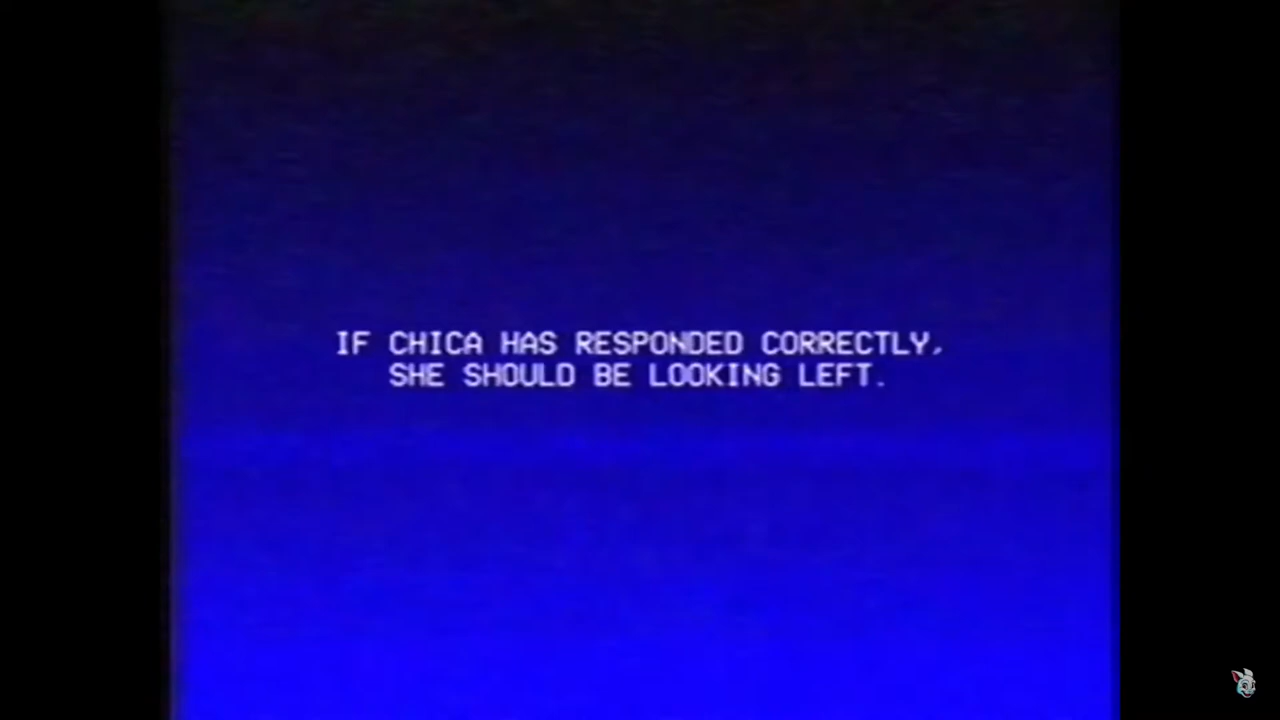 IF CHICA HAS RESPONDED CORRECTLY,
SHE SHOULD BE LOOKING LEFT.